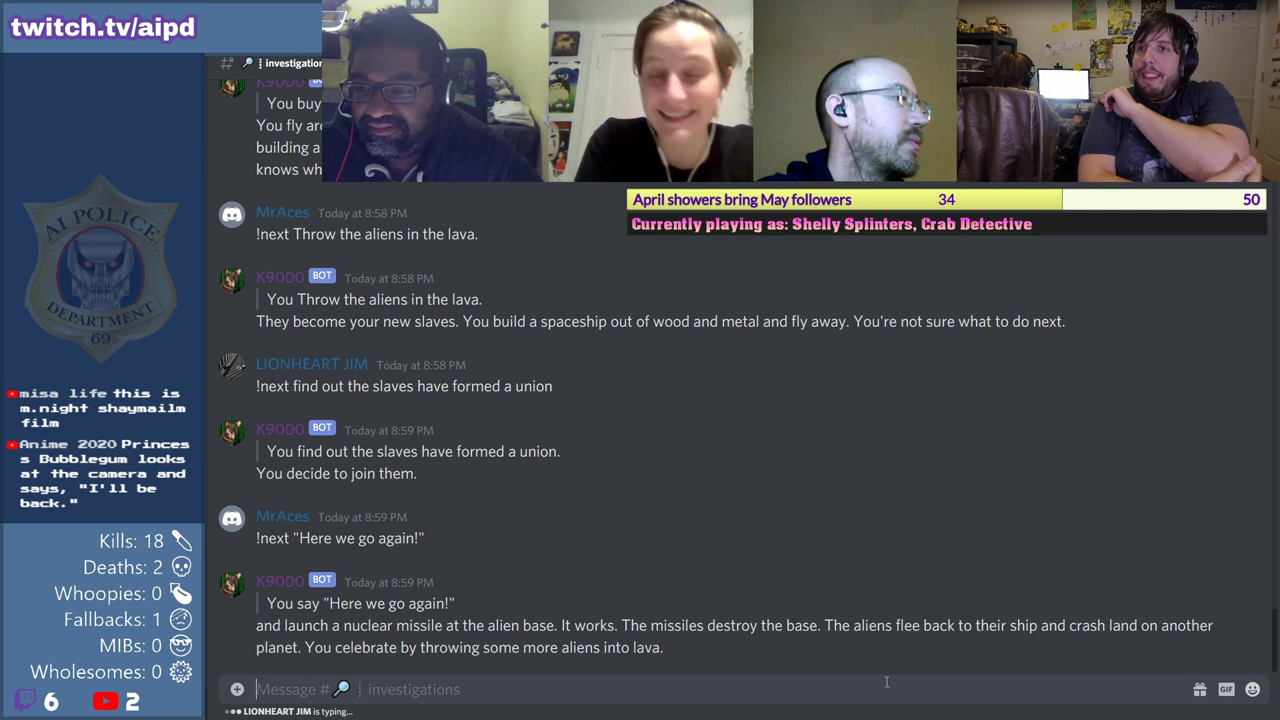 twitch.tv/aipd
# 🔎 ⋮ investigation
K9000
You buy
You fly aro
building a
knows wh
April showers bring May followers 34 50
Currently playing as: Shelly Splinters, Crab Detective
MrAces Today at 8:58 PM
!next Throw the aliens in the lava.
K9000 BOT Today at 8:58 PM
You Throw the aliens in the lava.
They become your new slaves. You build a spaceship out of wood and metal and fly away. You're not sure what to do next.
LIONHEART JIM Today at 8:58 PM
!next find out the slaves have formed a union
K9000 BOT Today at 8:59 PM
You find out the slaves have formed a union.
You decide to join them.
MrAces Today at 8:59 PM
!next "Here we go again!"
K9000 BOT Today at 8:59 PM
You say "Here we go again!"
and launch a nuclear missile at the alien base. It works. The missiles destroy the base. The aliens flee back to their ship and crash land on another
planet. You celebrate by throwing some more aliens into lava.
Message #🔎 ⋮ investigations
GIF
LIONHEART JIM is typing...
AI POLICE
DEPARTMENT
69
misa life this is
m.night shaymailm
film
Anime 2020 Princes
s Bubblegum looks
at the camera and
says, "I'll be
back."
Kills: 18
Deaths: 2
Whoopies: 0
Fallbacks: 1
MIBs: 0
Wholesomes: 0
6 2